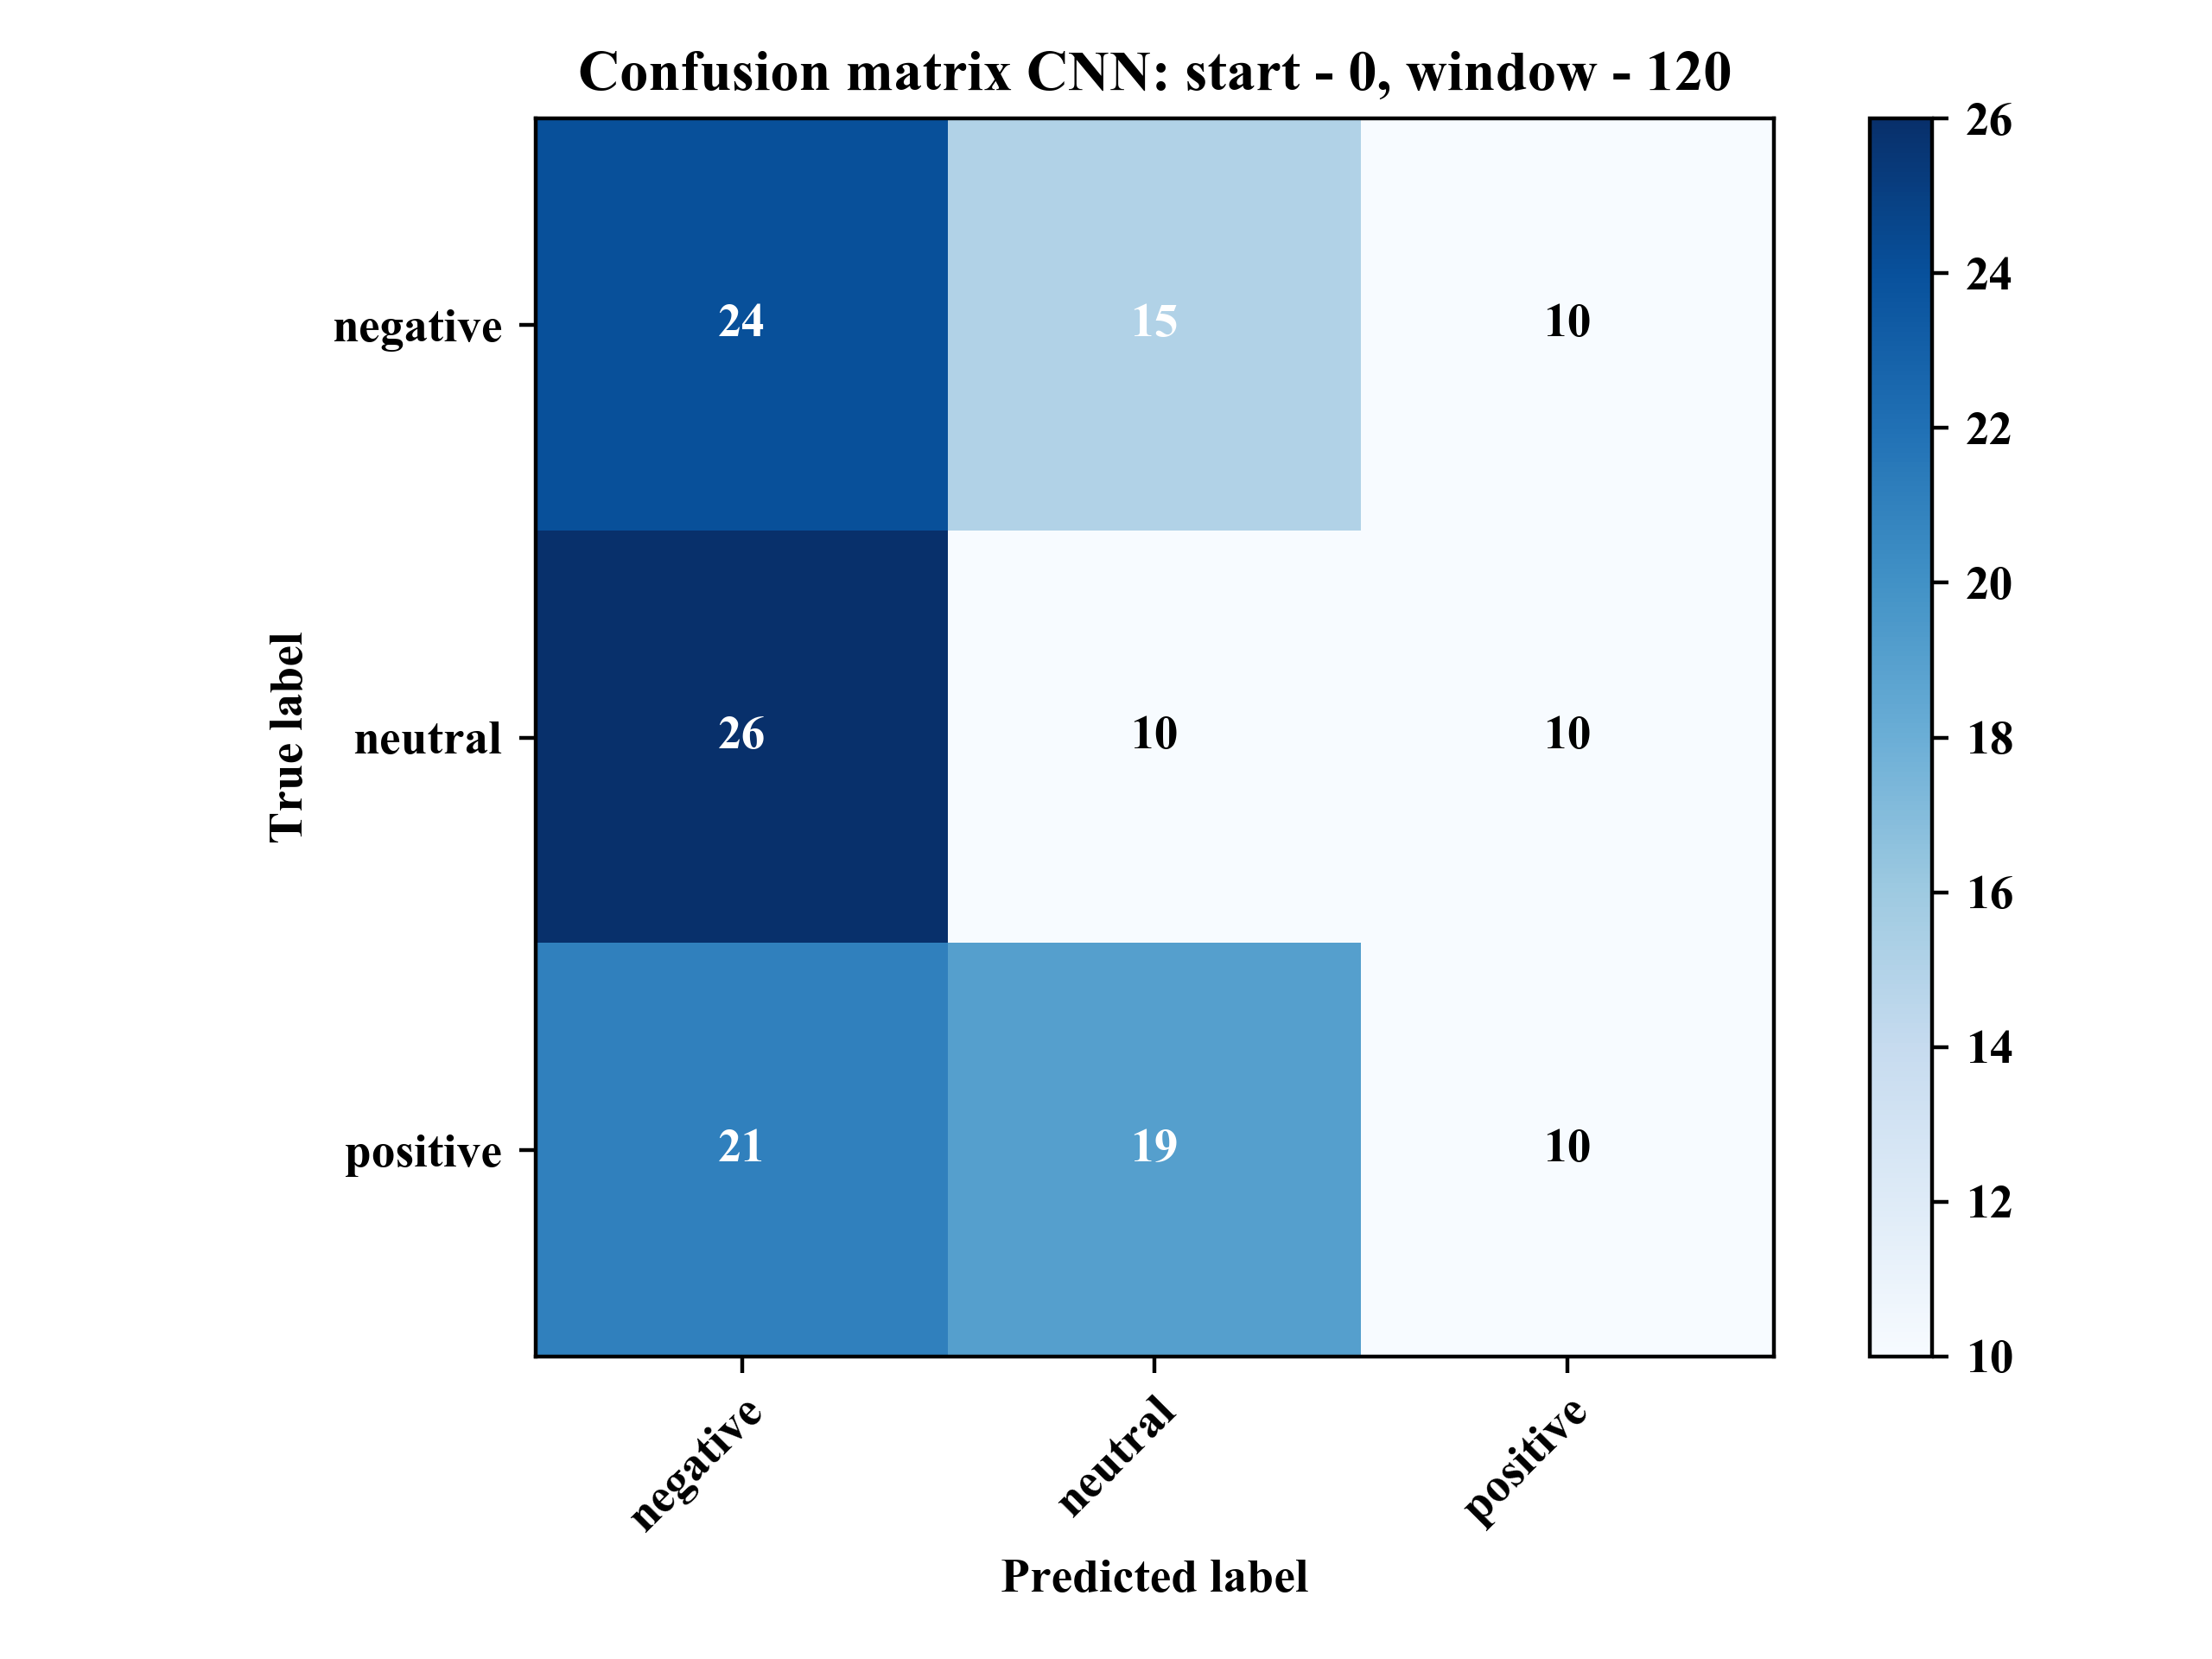 Confusion matrix CNN: start - 0, window - 120
negative 24 15 10
neutral 26 10 10
positive 21 19 10
True label
negative neutral positive
Predicted label
26
24
22
20
18
16
14
12
10